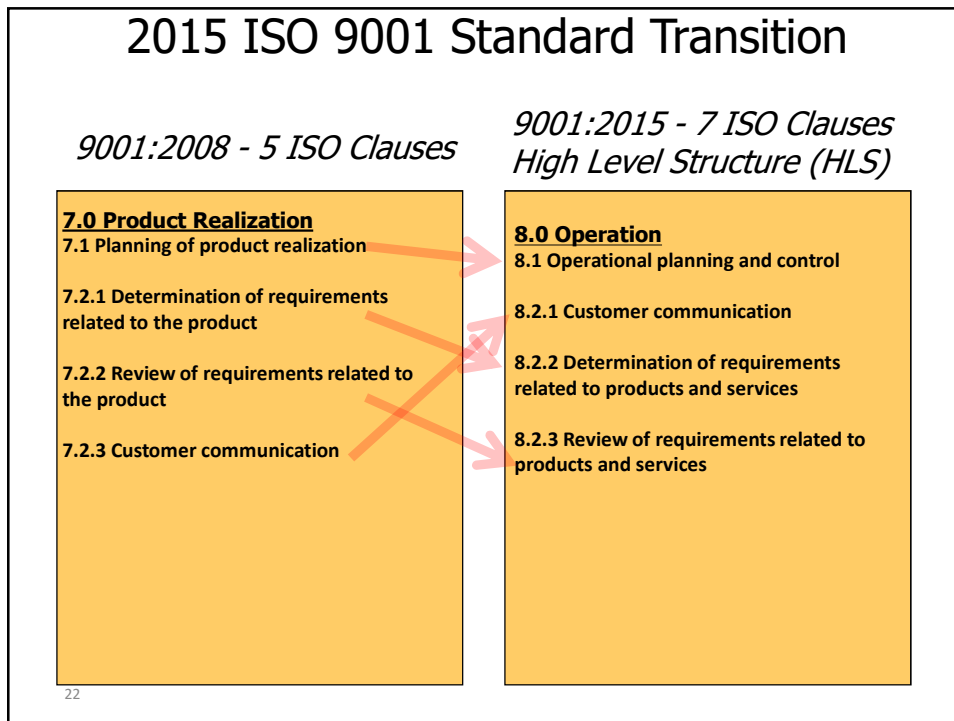 2015 ISO 9001 Standard Transition
9001:2008 - 5 ISO Clauses
9001:2015 - 7 ISO Clauses
High Level Structure (HLS)
7.0 Product Realization
7.1 Planning of product realization
7.2.1 Determination of requirements
related to the product
7.2.2 Review of requirements related to
the product
7.2.3 Customer communication
8.0 Operation
8.1 Operational planning and control
8.2.1 Customer communication
8.2.2 Determination of requirements
related to products and services
8.2.3 Review of requirements related to
products and services
22